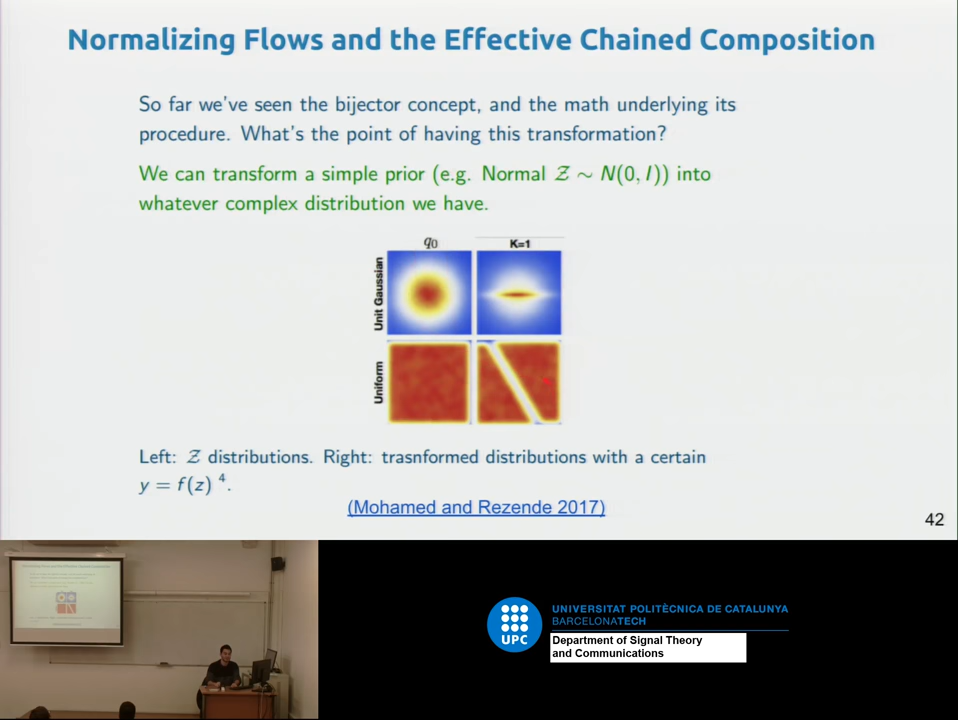 Normalizing Flows and the Effective Chained Composition
So far we've seen the bijector concept, and the math underlying its
procedure. What's the point of having this transformation?
We can transform a simple prior (e.g. Normal 𝒵 ∼ N(0, I)) into
whatever complex distribution we have.
q0 K=1
Unit Gaussian
Uniform
Left: 𝒵 distributions. Right: trasnformed distributions with a certain
y = f(z) 4.
(Mohamed and Rezende 2017)
42
UPC
UNIVERSITAT POLITÈCNICA DE CATALUNYA
BARCELONATECH
Department of Signal Theory
and Communications